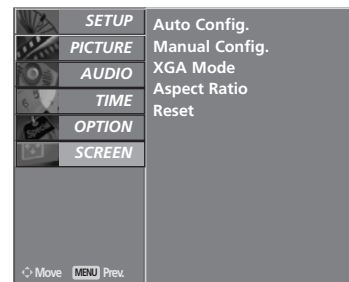 SETUP
PICTURE
AUDIO
TIME
OPTION
SCREEN
Auto Config.
Manual Config.
XGA Mode
Aspect Ratio
Reset
Move MENU Prev.